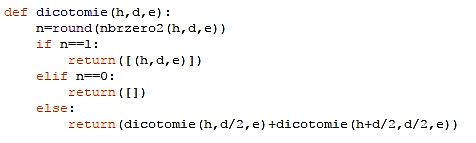 def dicotomie(h,d,e):
    n=round(nbrzero2(h,d,e))
    if n==1:
        return([(h,d,e)])
    elif n==0:
        return([])
    else:
        return(dicotomie(h,d/2,e)+dicotomie(h+d/2,d/2,e))